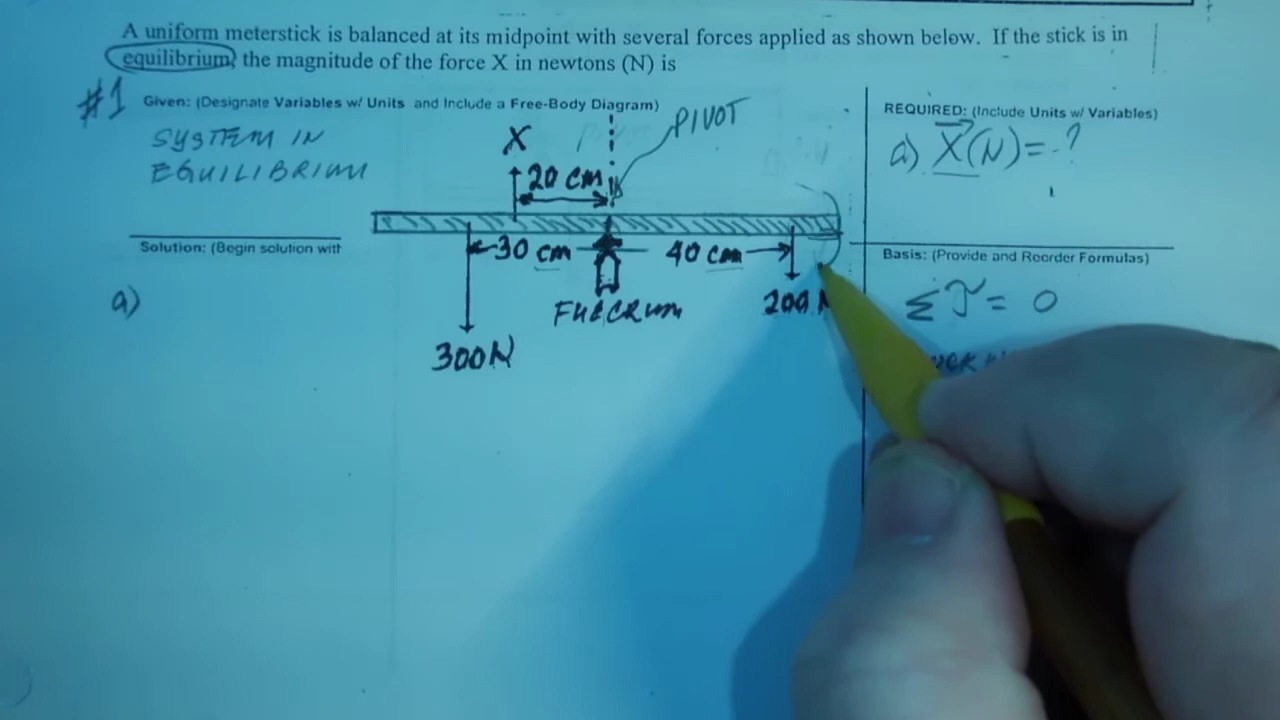 A uniform meterstick is balanced at its midpoint with several forces applied as shown below. If the stick is in
equilibrium, the magnitude of the force X in newtons (N) is
#1
Given: (Designate Variables w/ Units and Include a Free-Body Diagram)
SYSTEM IN
EQUILIBRIUM
PIVOT
X
20 cm
30 cm
40 cm
FULCRUM
300N
200
REQUIRED: (Include Units w/ Variables)
a) X(N)=?
Solution: (Begin solution with
a)
Basis: (Provide and Reorder Formulas)
Στ = 0